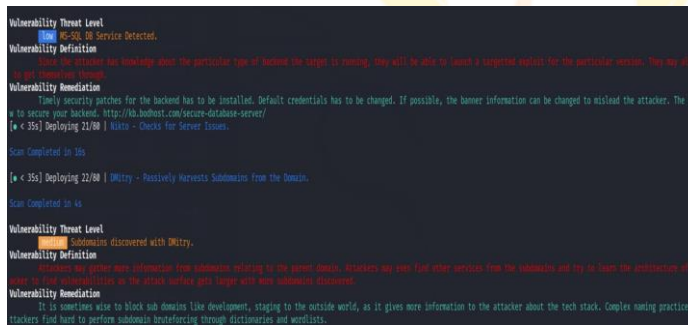 Vulnerability Threat Level
low MS-SQL DB Service Detected.
Vulnerability Definition
Since the attacker has knowledge about the particular type of backend the target is running, they will be able to launch a targetted exploit for the particular version. They may al
to get themselves through.
Vulnerability Remediation
Timely security patches for the backend has to be installed. Default credentials has to be changed. If possible, the banner information can be changed to mislead the attacker. The
w to secure your backend. http://kb.bodhost.com/secure-database-server/
[● < 35s] Deploying 21/80 | Nikto - Checks for Server Issues.
Scan Completed in 16s
[● < 35s] Deploying 22/80 | DMitry - Passively Harvests Subdomains from the Domain.
Scan Completed in 4s
Vulnerability Threat Level
medium Subdomains discovered with DMitry.
Vulnerability Definition
Attackers may gather more information from subdomains relating to the parent domain. Attackers may even find other services from the subdomains and try to learn the architecture of
acker to find vulnerabilities as the attack surface gets larger with more subdomains discovered.
Vulnerability Remediation
It is sometimes wise to block sub domains like development, staging to the outside world, as it gives more information to the attacker about the tech stack. Complex naming practice
ttackers find hard to perform subdomain bruteforcing through dictionaries and wordlists.